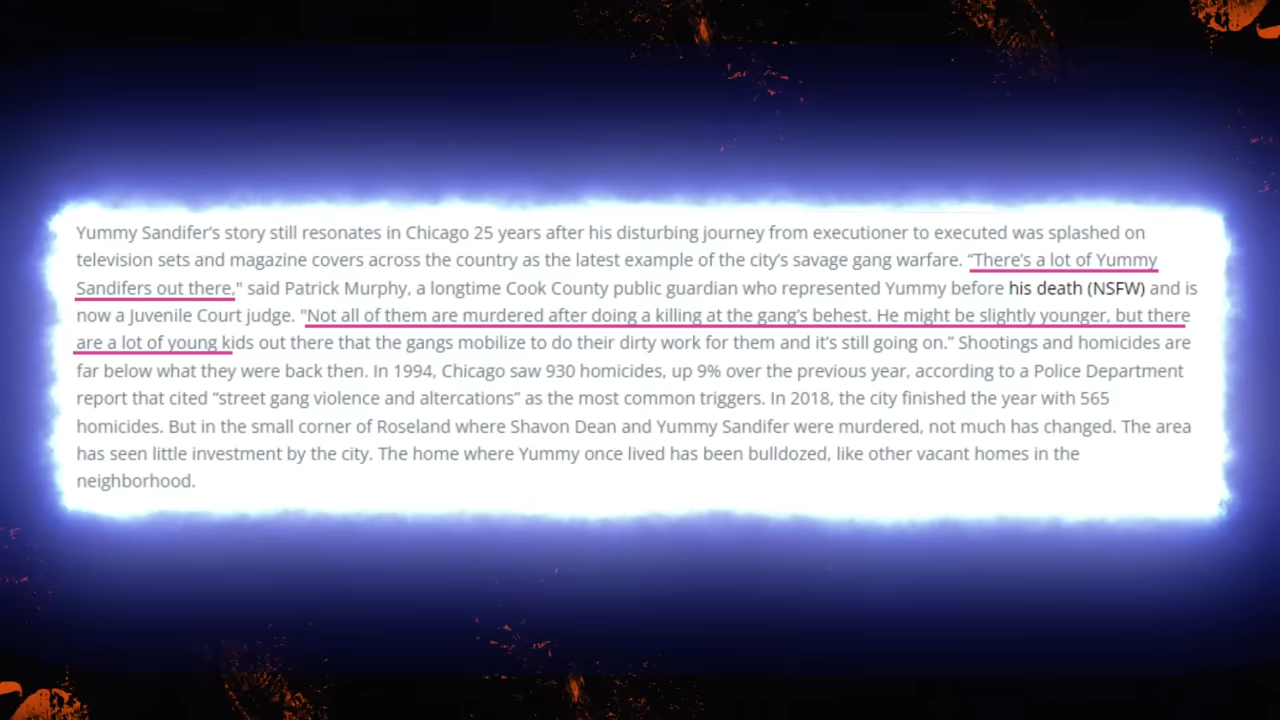 Yummy Sandifer’s story still resonates in Chicago 25 years after his disturbing journey from executioner to executed was splashed on
television sets and magazine covers across the country as the latest example of the city’s savage gang warfare. “There’s a lot of Yummy
Sandifers out there," said Patrick Murphy, a longtime Cook County public guardian who represented Yummy before his death (NSFW) and is
now a Juvenile Court judge. "Not all of them are murdered after doing a killing at the gang’s behest. He might be slightly younger, but there
are a lot of young kids out there that the gangs mobilize to do their dirty work for them and it’s still going on.” Shootings and homicides are
far below what they were back then. In 1994, Chicago saw 930 homicides, up 9% over the previous year, according to a Police Department
report that cited “street gang violence and altercations” as the most common triggers. In 2018, the city finished the year with 565
homicides. But in the small corner of Roseland where Shavon Dean and Yummy Sandifer were murdered, not much has changed. The area
has seen little investment by the city. The home where Yummy once lived has been bulldozed, like other vacant homes in the
neighborhood.